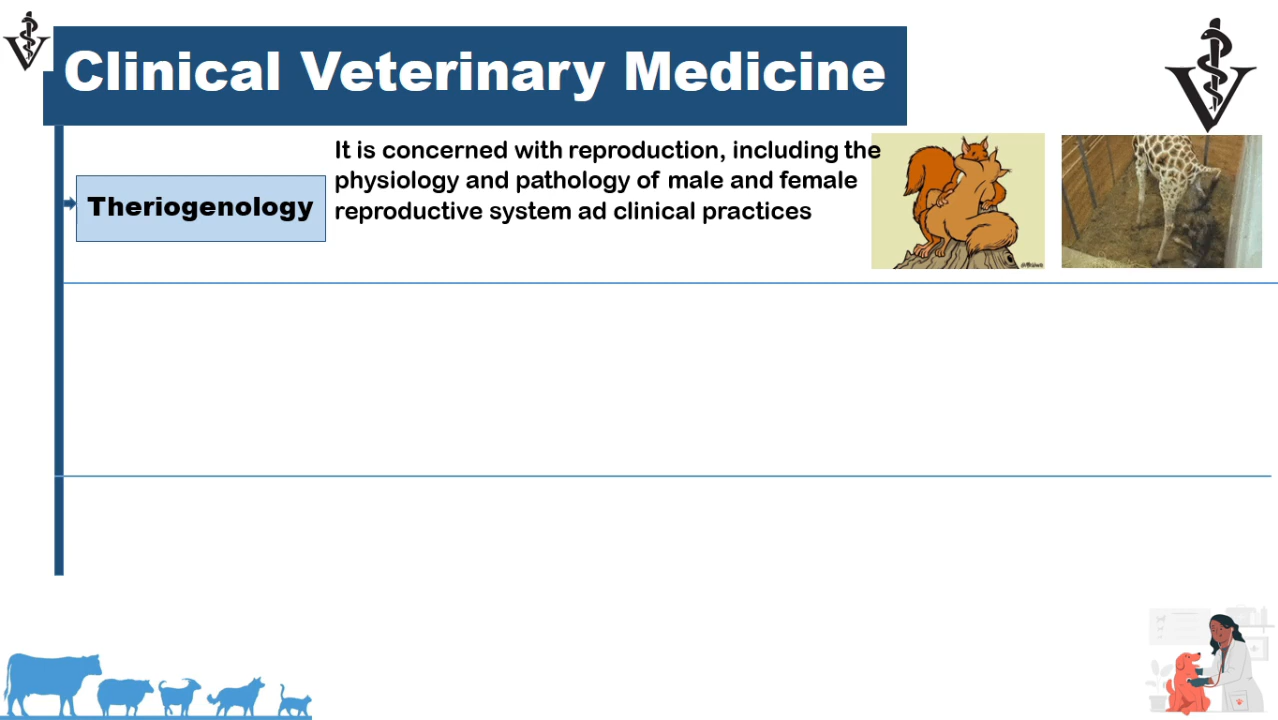 Clinical Veterinary Medicine
It is concerned with reproduction, including the
physiology and pathology of male and female
reproductive system ad clinical practices
Theriogenology